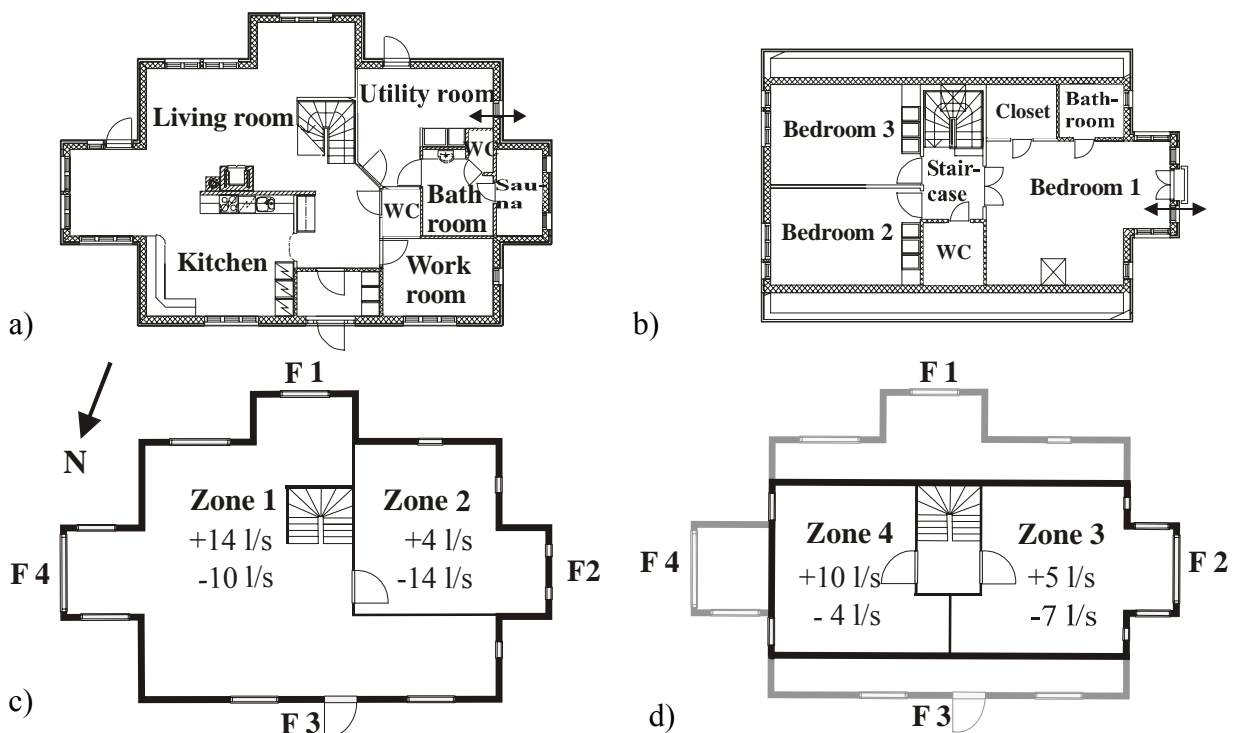 Living room
Utility room
WC
Bath
room
Sau-
na
WC
Kitchen
Work
room
a)
Bedroom 3
Closet
Bath-
room
Stair-
case
Bedroom 1
Bedroom 2
WC
b)
N
F 1
Zone 1
+14 l/s
-10 l/s
Zone 2
+4 l/s
-14 l/s
F 4
F2
F 3
c)
F 1
Zone 4
+10 l/s
- 4 l/s
Zone 3
+5 l/s
-7 l/s
F 4
F 2
F 3
d)